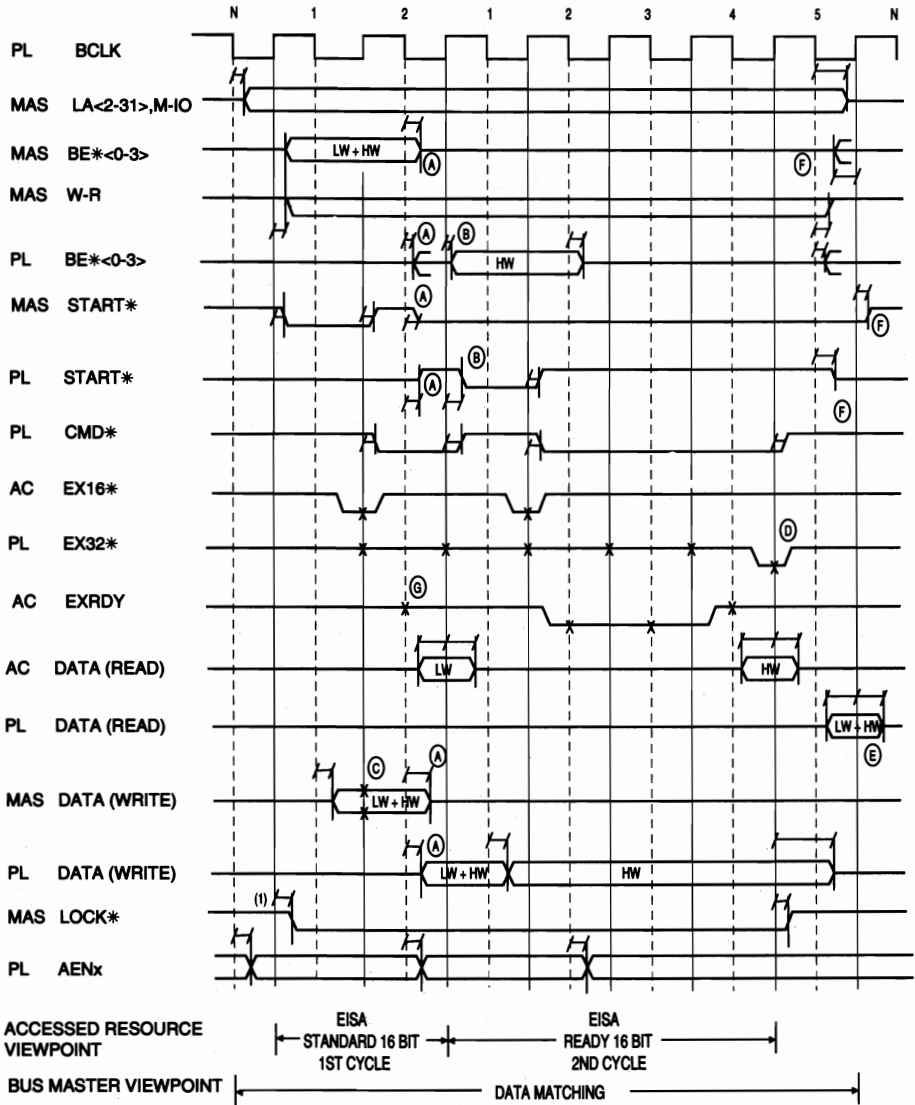 N 1 2 1 2 3 4 5 N
PL BCLK
MAS LA<2-31>,M-IO
MAS BE*<0-3> LW + HW A F
MAS W-R
PL BE*<0-3> A B HW
MAS START* A F
PL START* A B F
PL CMD*
AC EX16*
PL EX32* D
AC EXRDY G
AC DATA (READ) LW HW
PL DATA (READ) LW + HW E
MAS DATA (WRITE) C LW + HW A
PL DATA (WRITE) A LW + HW HW
MAS LOCK* (1)
PL AENx
ACCESSED RESOURCE VIEWPOINT
EISA STANDARD 16 BIT 1ST CYCLE
EISA READY 16 BIT 2ND CYCLE
BUS MASTER VIEWPOINT DATA MATCHING